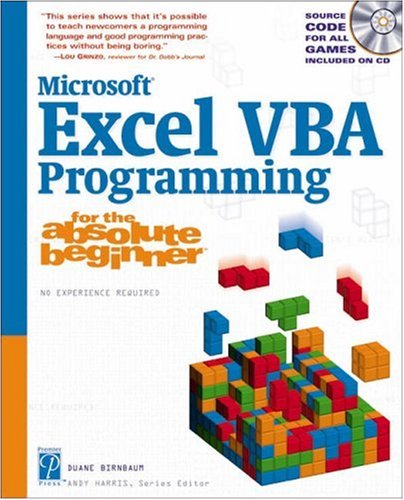 "This series shows that it's possible
to teach newcomers a programming
language and good programming prac-
tices without being boring."
—LOU GRINZO, reviewer for Dr. Dobb's Journal
SOURCE
CODE FOR ALL
GAMES
INCLUDED ON CD
Microsoft®
Excel VBA
Programming
for the
absolute
beginner™
NO EXPERIENCE REQUIRED
Premier
Press™
DUANE BIRNBAUM
ANDY HARRIS, Series Editor